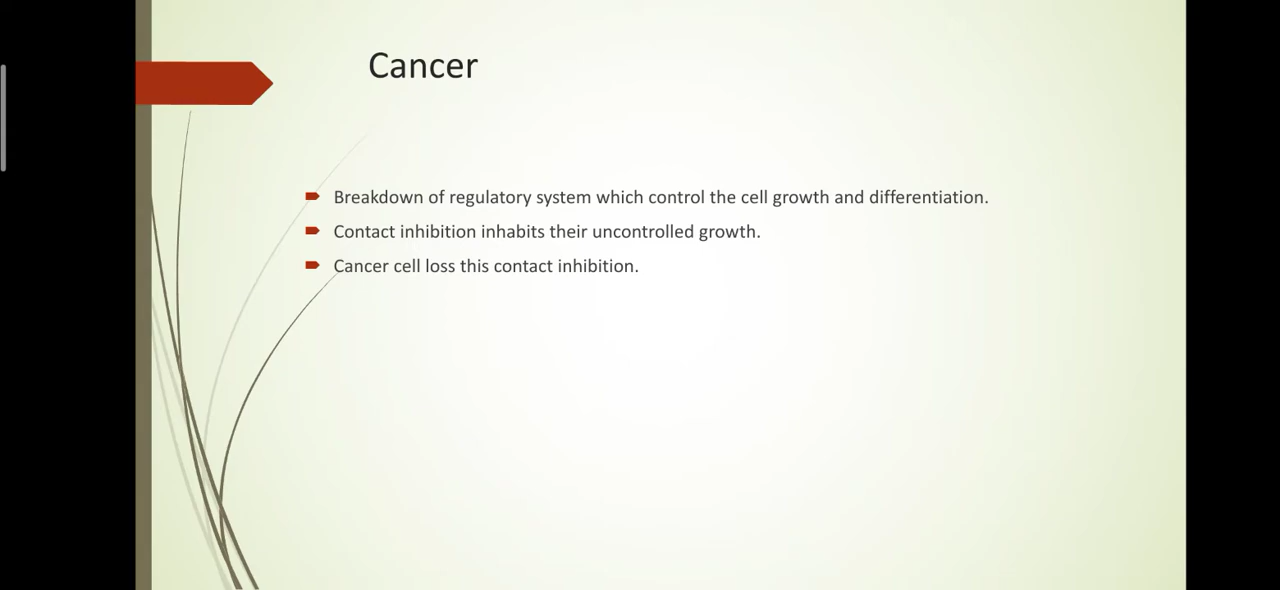 Cancer
Breakdown of regulatory system which control the cell growth and differentiation.
Contact inhibition inhabits their uncontrolled growth.
Cancer cell loss this contact inhibition.